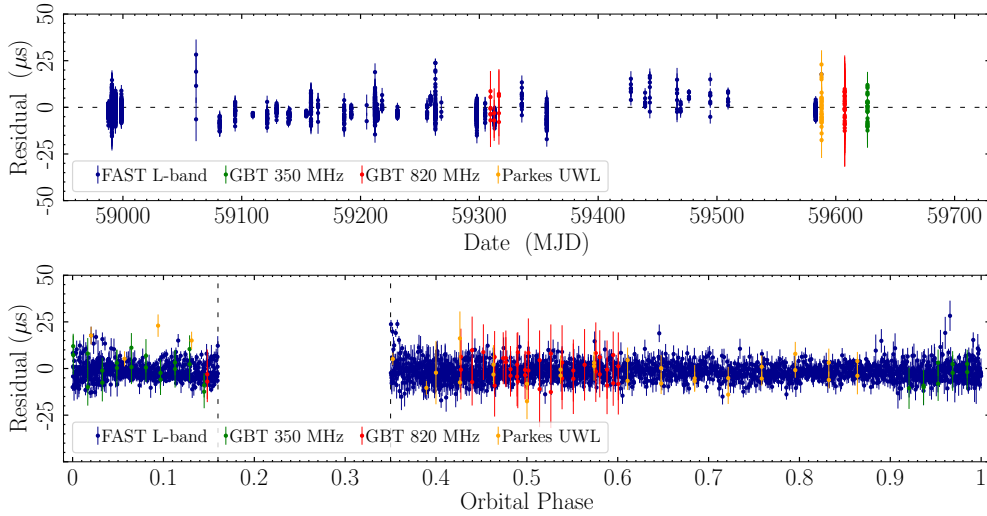 50
25
0
-25
-50
Residual (μs)
FAST L-band GBT 350 MHz GBT 820 MHz Parkes UWL
59000 59100 59200 59300 59400 59500 59600 59700
Date (MJD)
50
25
0
-25
Residual (μs)
FAST L-band GBT 350 MHz GBT 820 MHz Parkes UWL
0 0.1 0.2 0.3 0.4 0.5 0.6 0.7 0.8 0.9 1
Orbital Phase